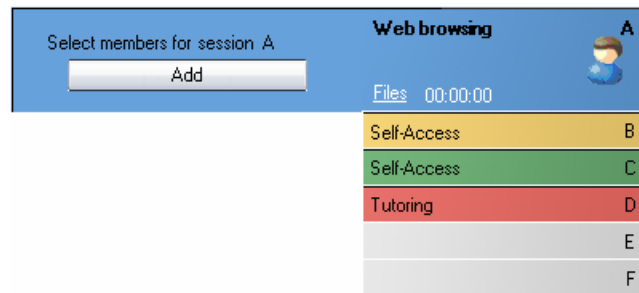 Select members for session A
Add
Web browsing A
Files 00:00:00
Self-Access B
Self-Access C
Tutoring D
E
F